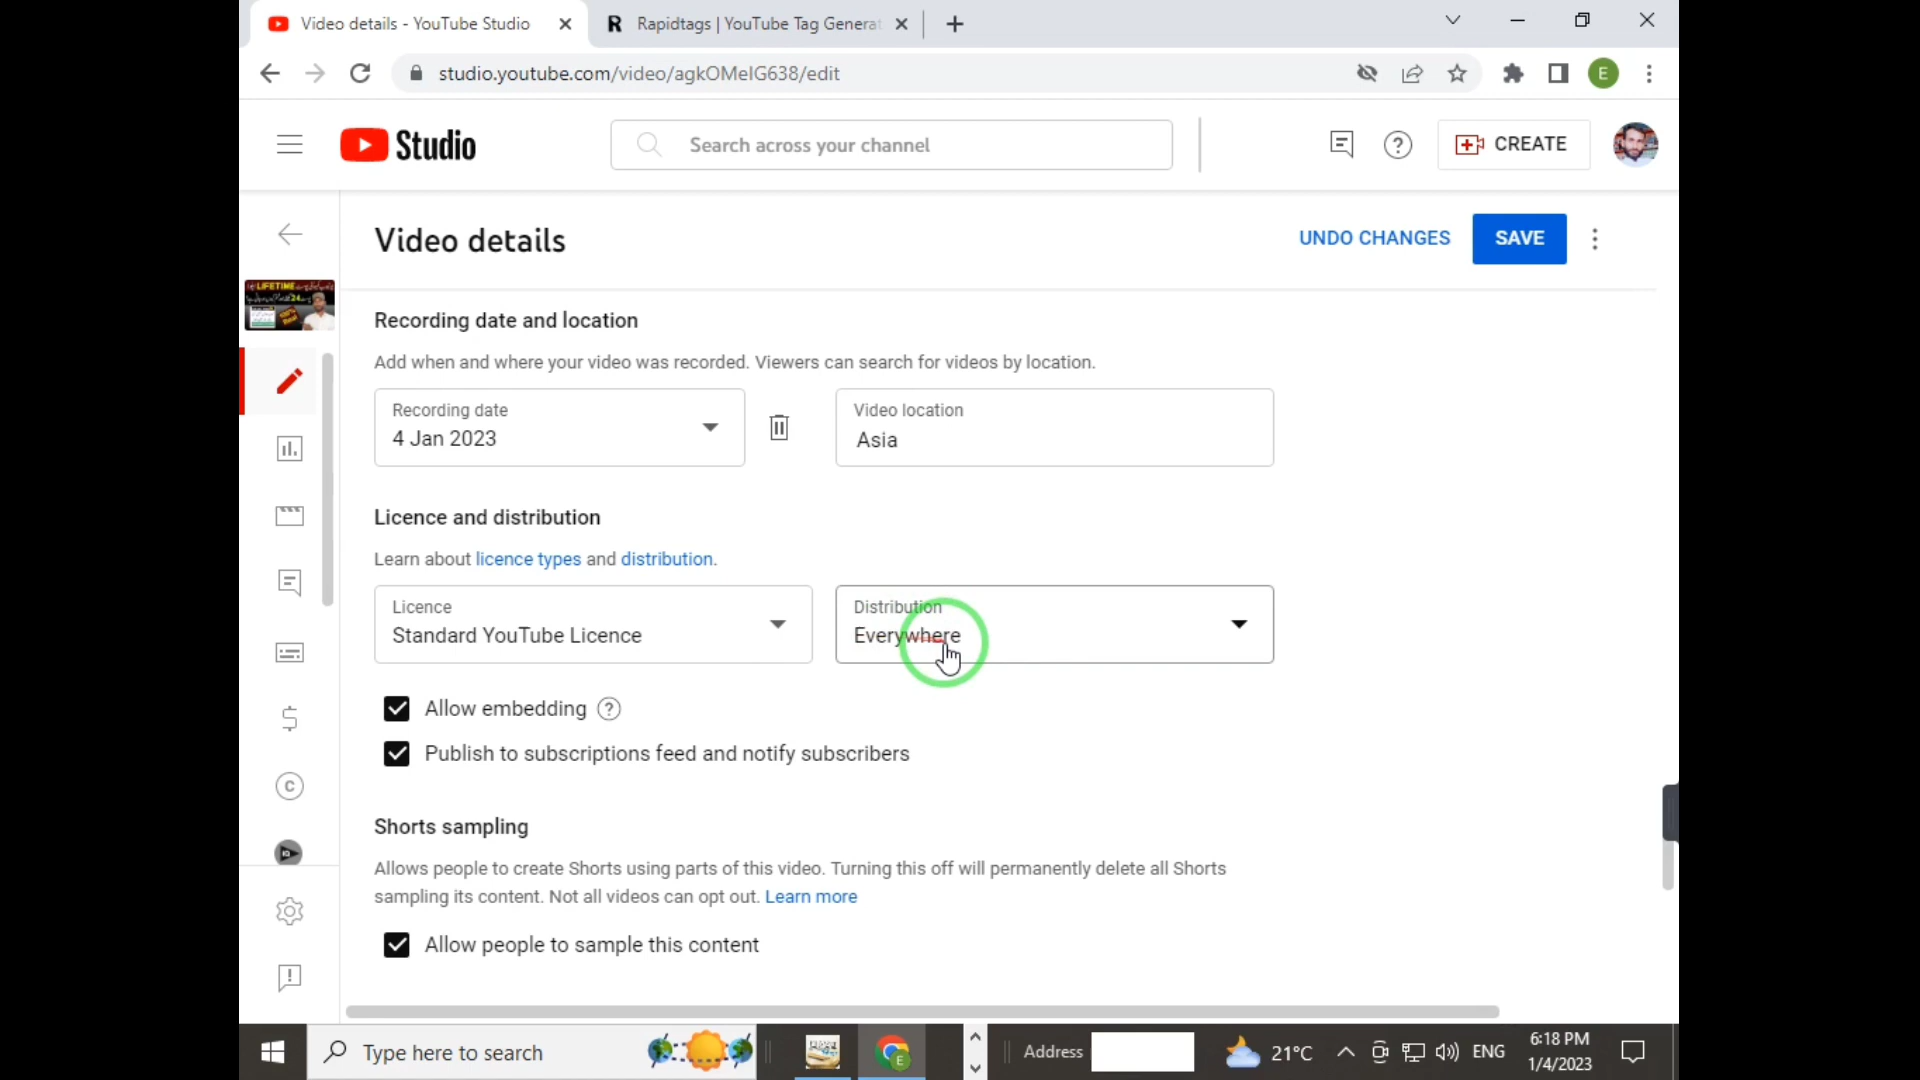 Video details - YouTube Studio
Rapidtags | YouTube Tag Generat
studio.youtube.com/video/agkOMeIG638/edit
E
Studio
Search across your channel
CREATE
Video details
UNDO CHANGES
SAVE
Recording date and location
Add when and where your video was recorded. Viewers can search for videos by location.
Recording date
4 Jan 2023
Video location
Asia
Licence and distribution
Learn about licence types and distribution.
Licence
Standard YouTube Licence
Distribution
Everywhere
Allow embedding
Publish to subscriptions feed and notify subscribers
Shorts sampling
Allows people to create Shorts using parts of this video. Turning this off will permanently delete all Shorts
sampling its content. Not all videos can opt out. Learn more
Allow people to sample this content
Type here to search
E
Address
21°C
ENG
6:18 PM
1/4/2023